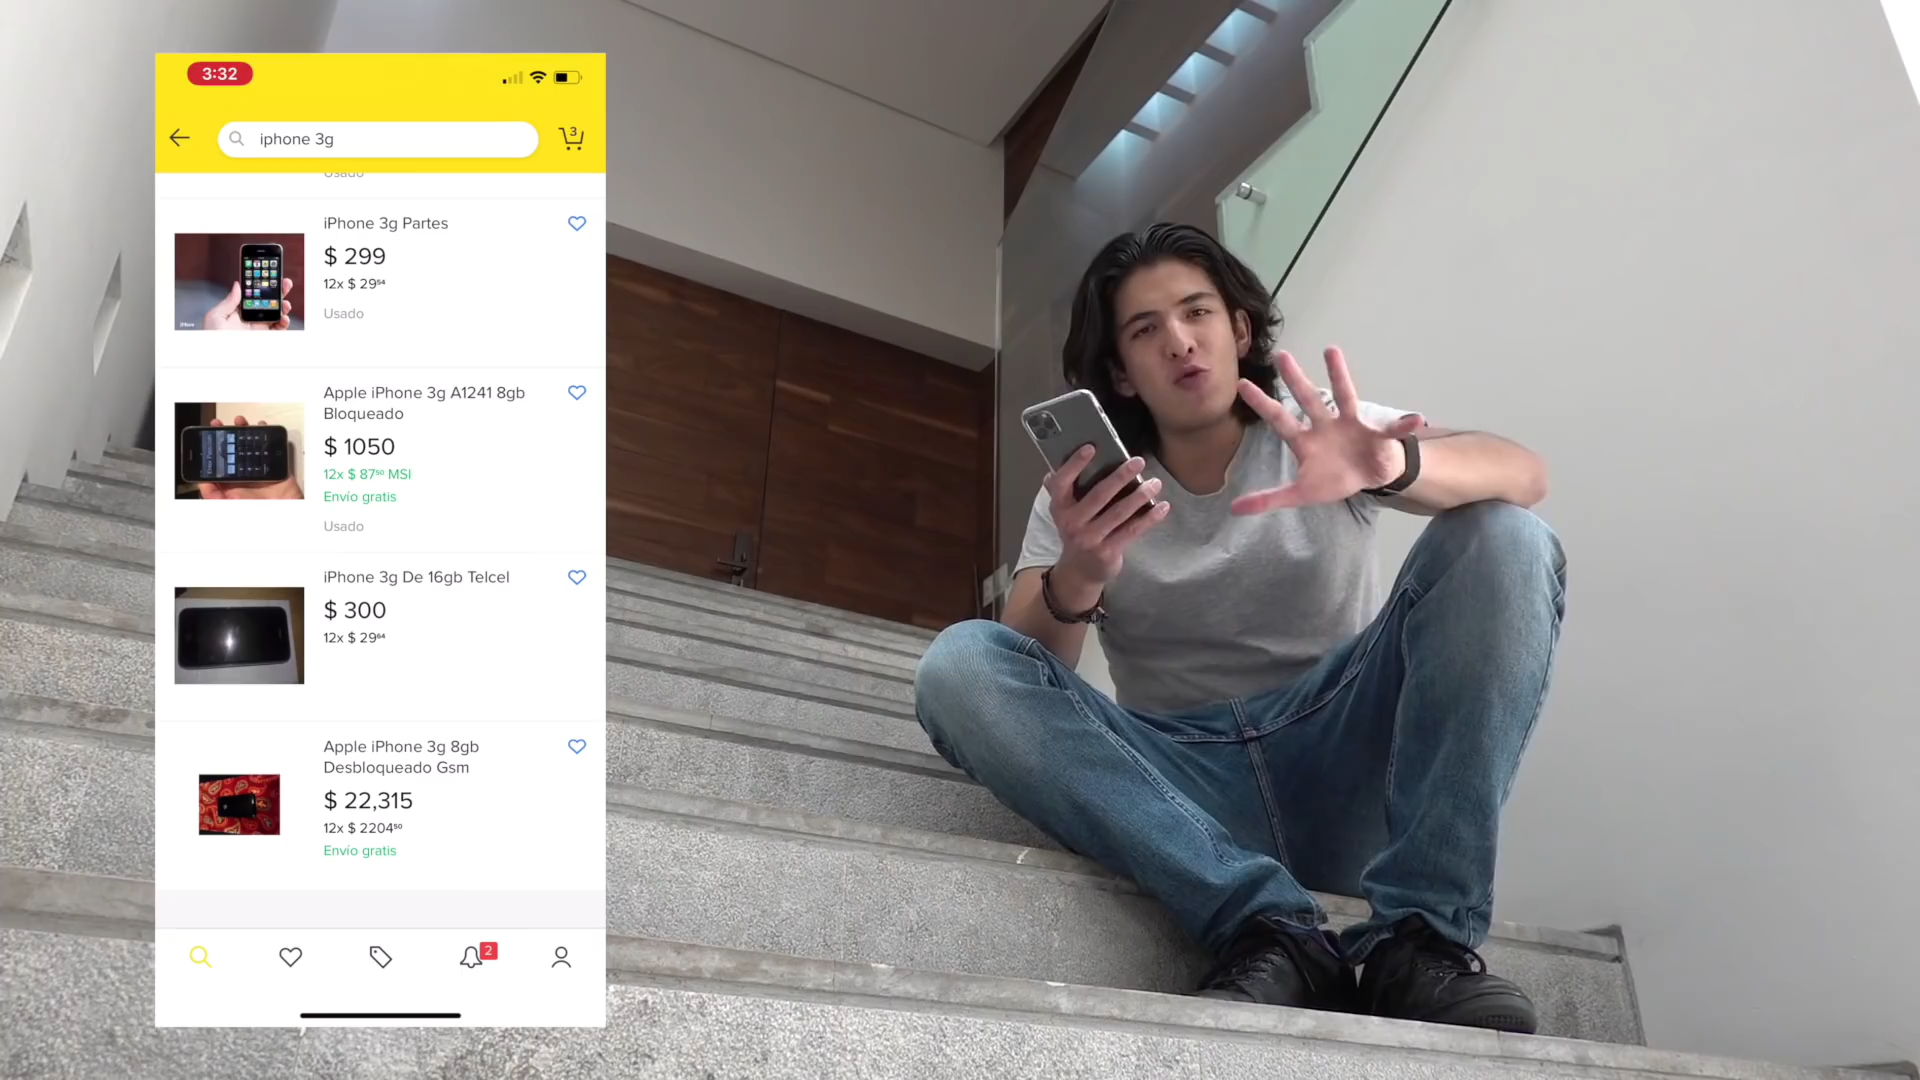 3:32
iphone 3g
3
Usado
iPhone 3g Partes
$ 299
12x $ 29⁵⁴
Usado
Apple iPhone 3g A1241 8gb
Bloqueado
$ 1050
12x $ 87⁵⁰ MSI
Envío gratis
Usado
iPhone 3g De 16gb Telcel
$ 300
12x $ 29⁶⁴
Apple iPhone 3g 8gb
Desbloqueado Gsm
$ 22,315
12x $ 2204⁵⁰
Envío gratis
2